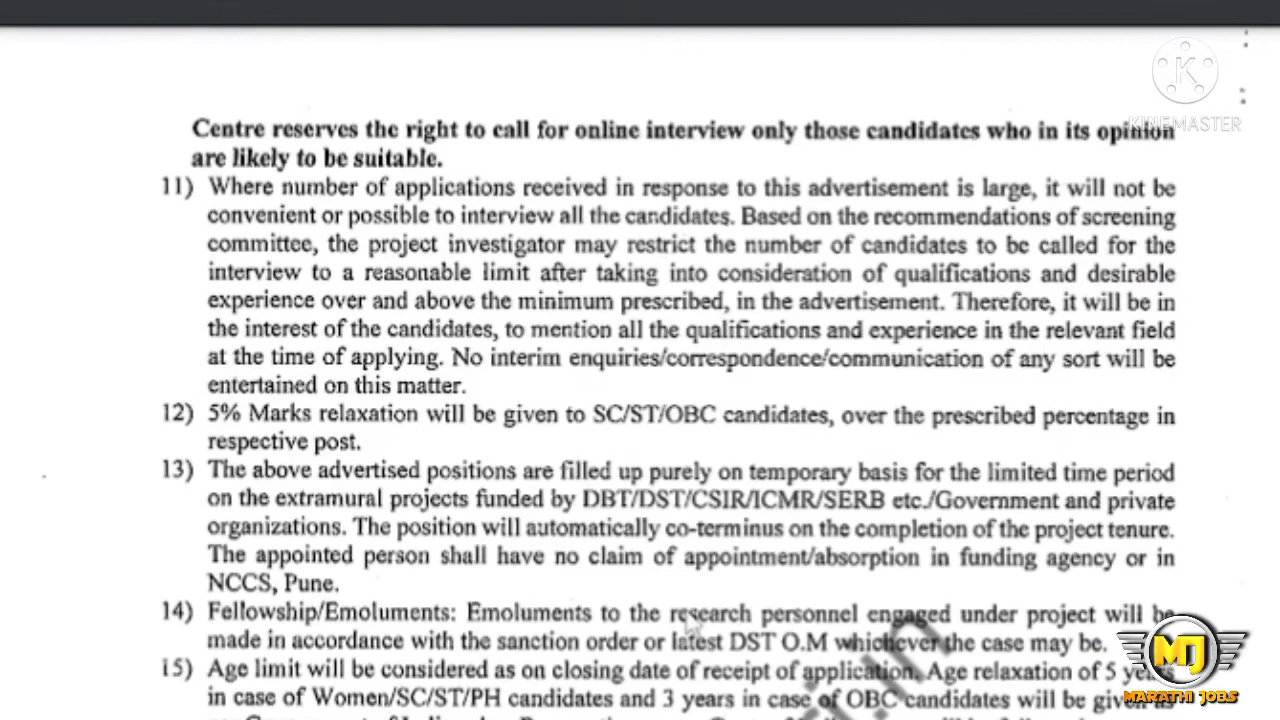 KINEMASTER
Centre reserves the right to call for online interview only those candidates who in its opinion
are likely to be suitable.
11) Where number of applications received in response to this advertisement is large, it will not be
convenient or possible to interview all the candidates. Based on the recommendations of screening
committee, the project investigator may restrict the number of candidates to be called for the
interview to a reasonable limit after taking into consideration of qualifications and desirable
experience over and above the minimum prescribed, in the advertisement. Therefore, it will be in
the interest of the candidates, to mention all the qualifications and experience in the relevant field
at the time of applying. No interim enquiries/correspondence/communication of any sort will be
entertained on this matter.
12) 5% Marks relaxation will be given to SC/ST/OBC candidates, over the prescribed percentage in
respective post.
13) The above advertised positions are filled up purely on temporary basis for the limited time period
on the extramural projects funded by DBT/DST/CSIR/ICMR/SERB etc./Government and private
organizations. The position will automatically co-terminus on the completion of the project tenure.
The appointed person shall have no claim of appointment/absorption in funding agency or in
NCCS, Pune.
14) Fellowship/Emoluments: Emoluments to the research personnel engaged under project will be
made in accordance with the sanction order or latest DST O.M whichever the case may be.
15) Age limit will be considered as on closing date of receipt of application. Age relaxation of 5 years
in case of Women/SC/ST/PH candidates and 3 years in case of OBC candidates will be given as
MJ
MARATHI JOBS